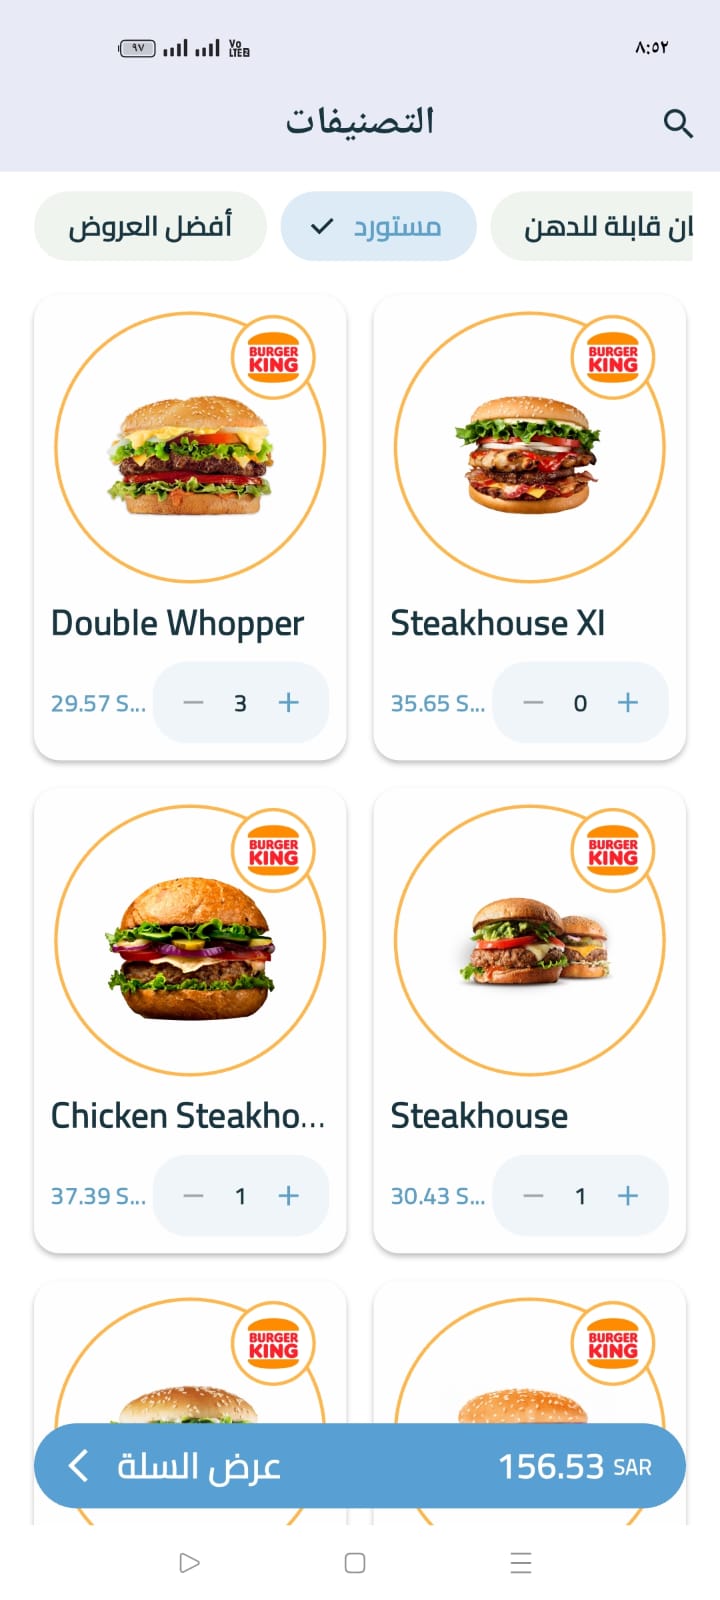 ٩٧ Vo LTE2 ٨:٥٢
التصنيفات
أفضل العروض
مستورد
ان قابلة للدهن
BURGER KING
BURGER KING
Double Whopper
Steakhouse Xl
29.57 S... − 3 +
35.65 S... − 0 +
BURGER KING
BURGER KING
Chicken Steakho...
Steakhouse
37.39 S... − 1 +
30.43 S... − 1 +
BURGER KING
BURGER KING
عرض السلة
156.53 SAR